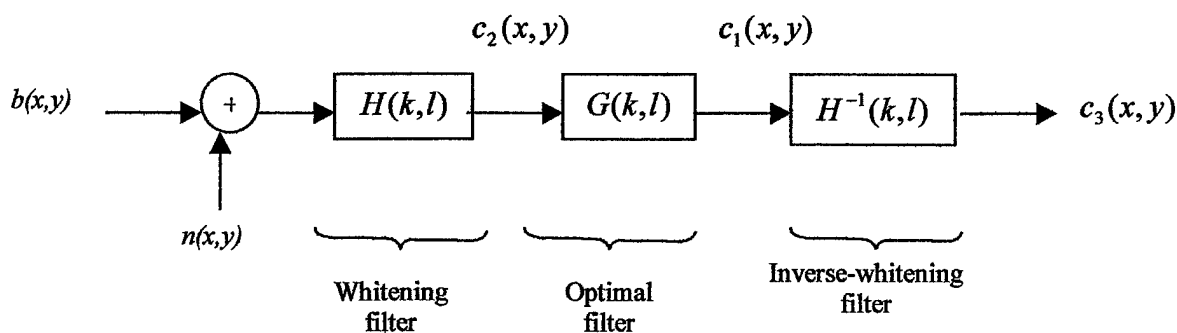 c₂(x, y)
c₁(x, y)
b(x,y)
+
H(k,l)
G(k,l)
H⁻¹(k,l)
c₃(x, y)
n(x,y)
Whitening
filter
Optimal
filter
Inverse-whitening
filter